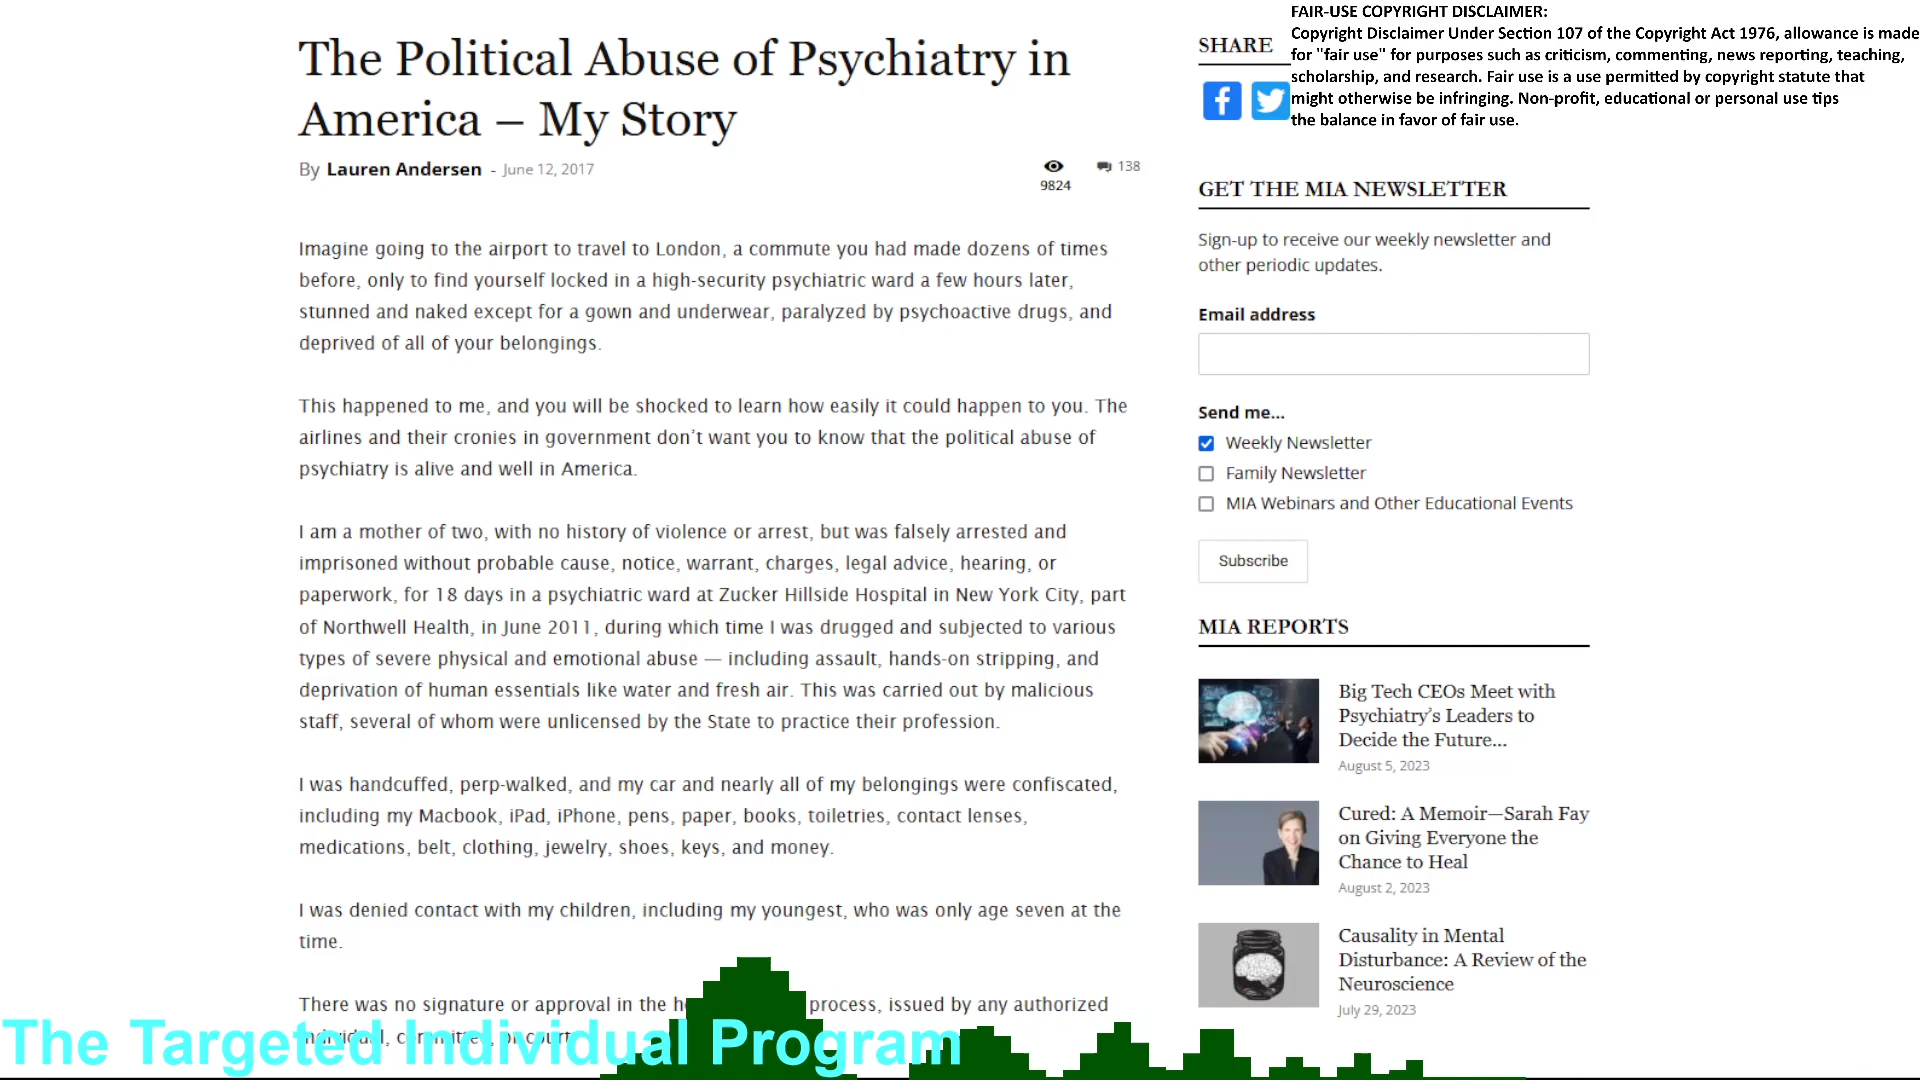 The Political Abuse of Psychiatry in
America – My Story
By Lauren Andersen - June 12, 2017
9824
138
Imagine going to the airport to travel to London, a commute you had made dozens of times
before, only to find yourself locked in a high-security psychiatric ward a few hours later,
stunned and naked except for a gown and underwear, paralyzed by psychoactive drugs, and
deprived of all of your belongings.
This happened to me, and you will be shocked to learn how easily it could happen to you. The
airlines and their cronies in government don’t want you to know that the political abuse of
psychiatry is alive and well in America.
I am a mother of two, with no history of violence or arrest, but was falsely arrested and
imprisoned without probable cause, notice, warrant, charges, legal advice, hearing, or
paperwork, for 18 days in a psychiatric ward at Zucker Hillside Hospital in New York City, part
of Northwell Health, in June 2011, during which time I was drugged and subjected to various
types of severe physical and emotional abuse — including assault, hands-on stripping, and
deprivation of human essentials like water and fresh air. This was carried out by malicious
staff, several of whom were unlicensed by the State to practice their profession.
I was handcuffed, perp-walked, and my car and nearly all of my belongings were confiscated,
including my Macbook, iPad, iPhone, pens, paper, books, toiletries, contact lenses,
medications, belt, clothing, jewelry, shoes, keys, and money.
I was denied contact with my children, including my youngest, who was only age seven at the
time.
There was no signature or approval in the process, issued by any authorized
The Targeted Individual Program
SHARE
FAIR-USE COPYRIGHT DISCLAIMER:
Copyright Disclaimer Under Section 107 of the Copyright Act 1976, allowance is made
for "fair use" for purposes such as criticism, commenting, news reporting, teaching,
scholarship, and research. Fair use is a use permitted by copyright statute that
might otherwise be infringing. Non-profit, educational or personal use tips
the balance in favor of fair use.
GET THE MIA NEWSLETTER
Sign-up to receive our weekly newsletter and
other periodic updates.
Email address
Send me...
Weekly Newsletter
Family Newsletter
MIA Webinars and Other Educational Events
Subscribe
MIA REPORTS
Big Tech CEOs Meet with
Psychiatry’s Leaders to
Decide the Future...
August 5, 2023
Cured: A Memoir—Sarah Fay
on Giving Everyone the
Chance to Heal
August 2, 2023
Causality in Mental
Disturbance: A Review of the
Neuroscience
July 29, 2023